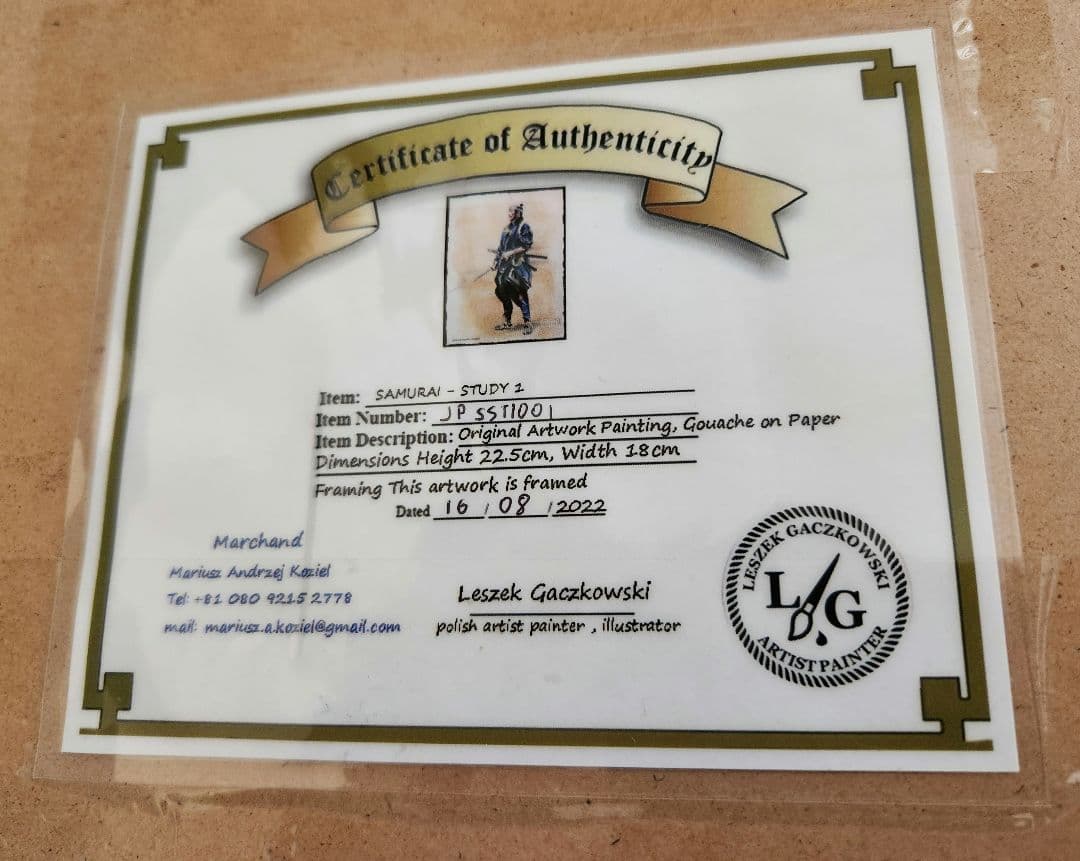 Certificate of Authenticity
Item: SAMURAI - STUDY 1
Item Number: JP SST1001
Item Description: Original Artwork Painting, Gouache on Paper
Dimensions Height 22.5cm, Width 18cm
Framing This artwork is framed
Dated 16 / 08 / 2022
Marchand
Mariusz Andrzej Kozieł
Tel: +81 080 9215 2778
mail: mariusz.a.koziel@gmail.com
Leszek Gaczkowski
polish artist painter , illustrator
LESZEK GACZKOWSKI
LG
ARTIST PAINTER